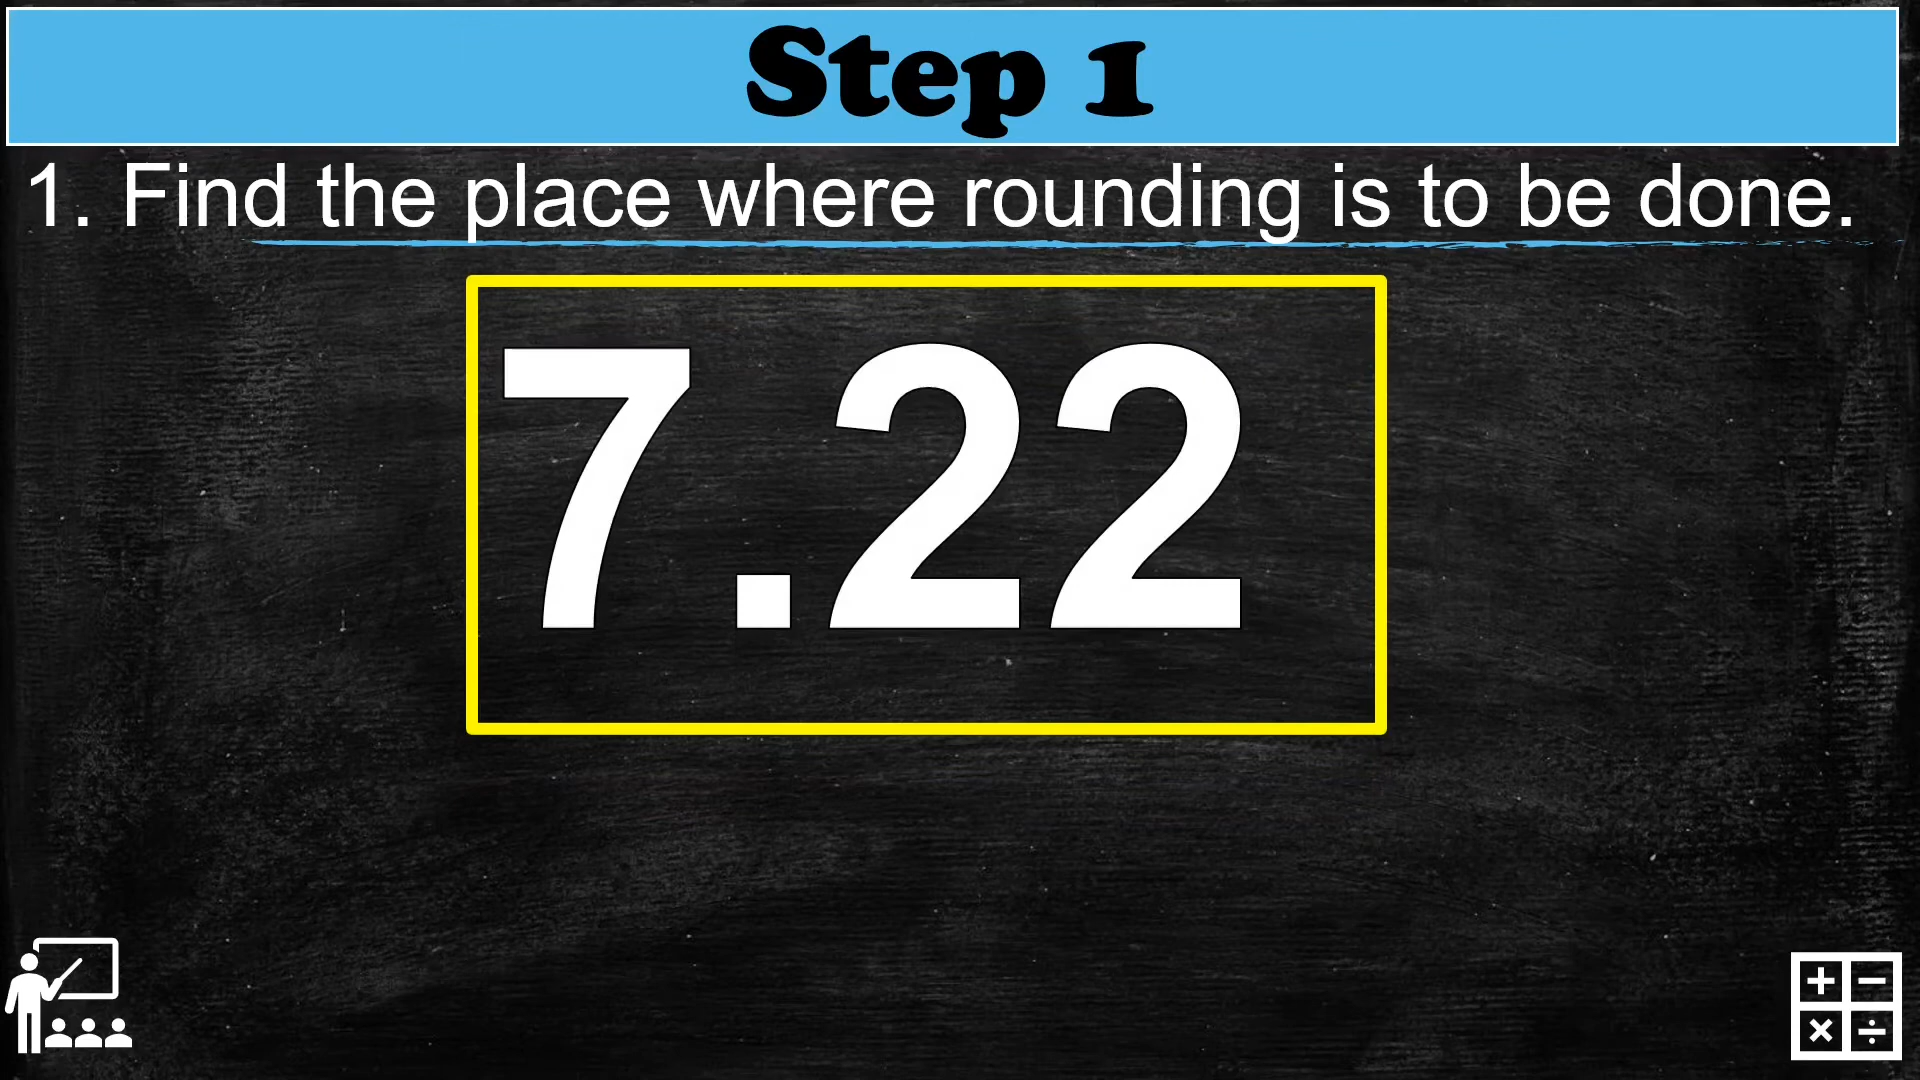 Step 1
1. Find the place where rounding is to be done.
7.22
+ −
× ÷